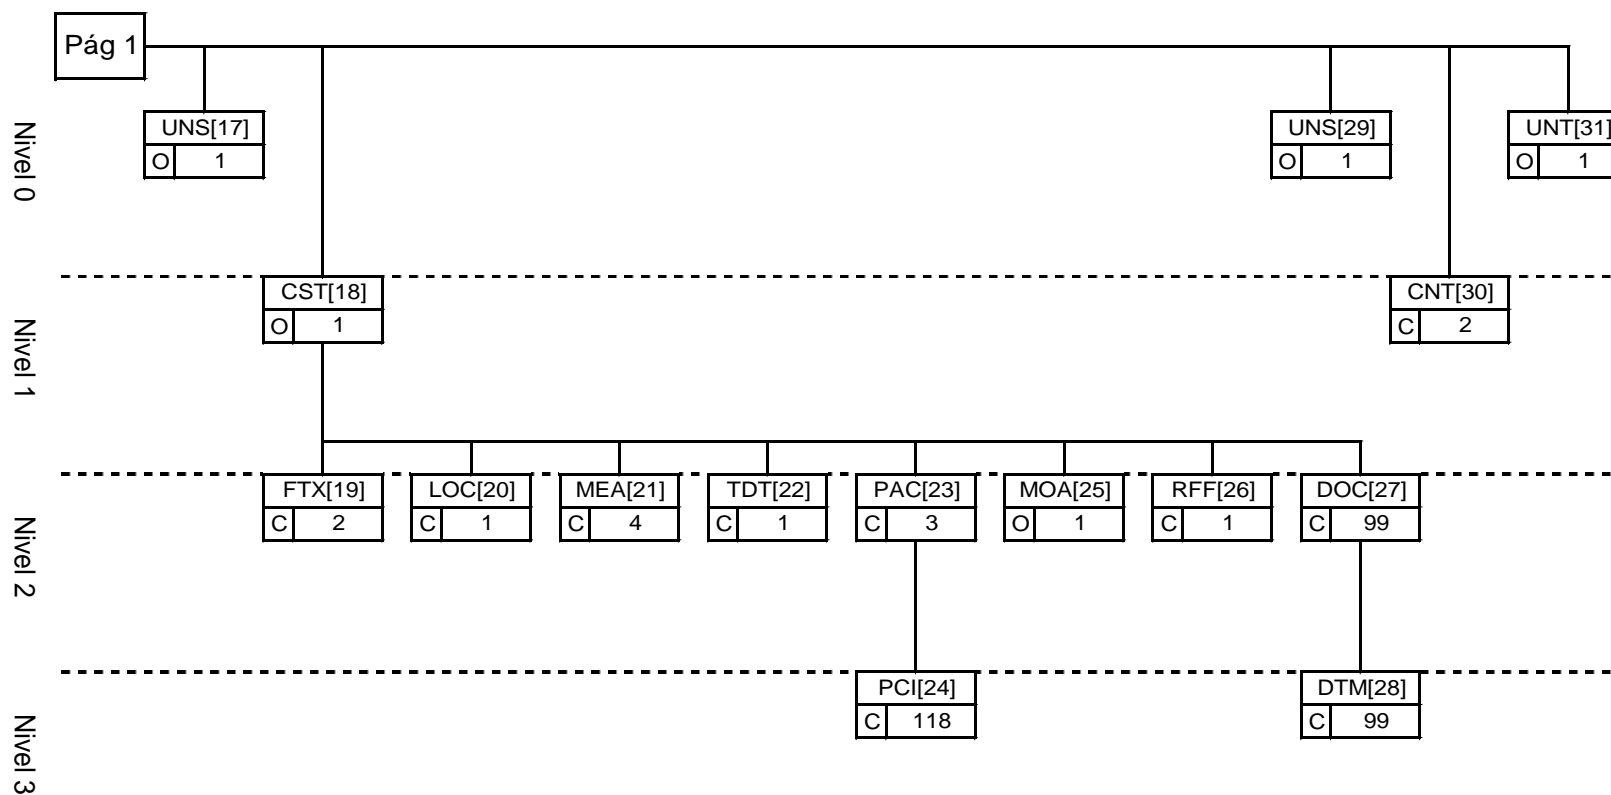 Pág 1
Nivel 0
UNS[17]
O 1
UNS[29]
O 1
UNT[31]
O 1
Nivel 1
CST[18]
O 1
CNT[30]
C 2
Nivel 2
FTX[19]
C 2
LOC[20]
C 1
MEA[21]
C 4
TDT[22]
C 1
PAC[23]
C 3
MOA[25]
O 1
RFF[26]
C 1
DOC[27]
C 99
Nivel 3
PCI[24]
C 118
DTM[28]
C 99